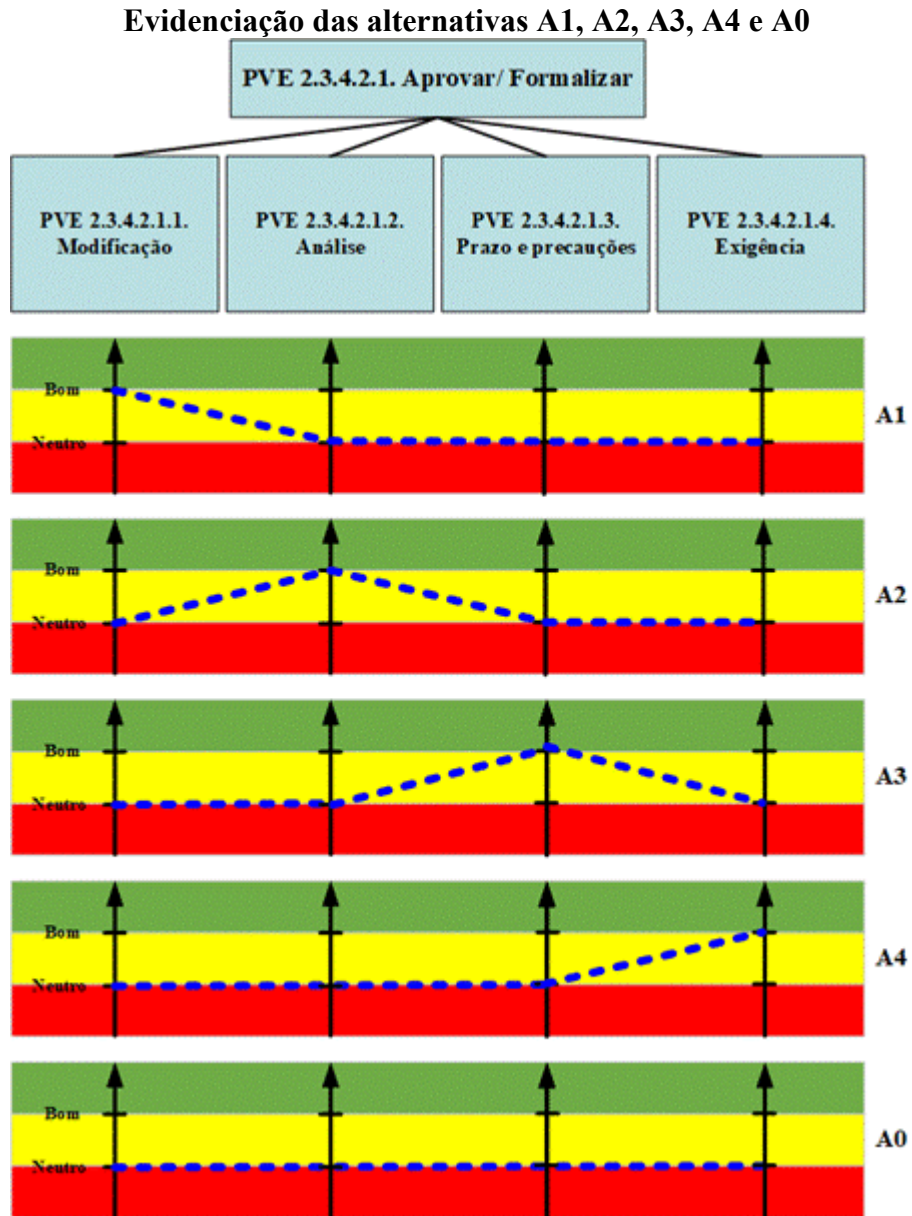 Evidenciação das alternativas A1, A2, A3, A4 e A0
PVE 2.3.4.2.1. Aprovar/ Formalizar
PVE 2.3.4.2.1.1.
Modificação
PVE 2.3.4.2.1.2.
Análise
PVE 2.3.4.2.1.3.
Prazo e precauções
PVE 2.3.4.2.1.4.
Exigência
Bom
Neutro
A1
Bom
Neutro
A2
Bom
Neutro
A3
Bom
Neutro
A4
Bom
Neutro
A0